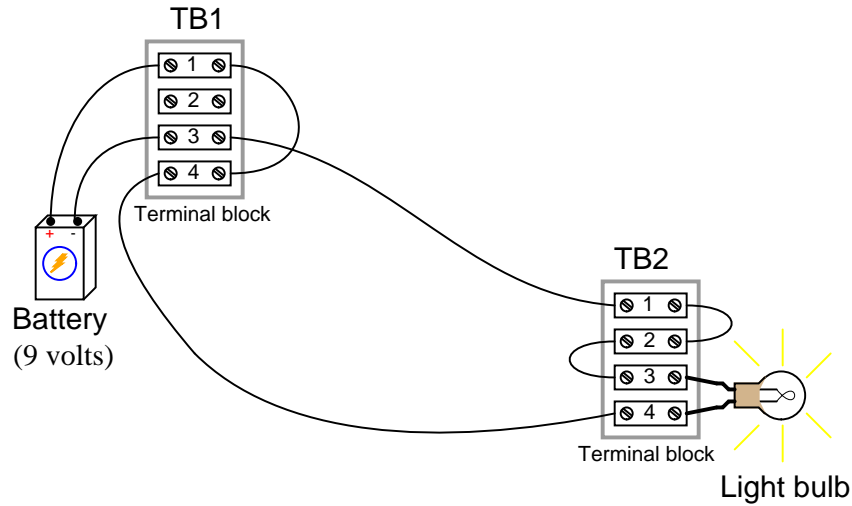 TB1
1
2
3
4
Terminal block
+ -
Battery
(9 volts)
TB2
1
2
3
4
Terminal block
Light bulb